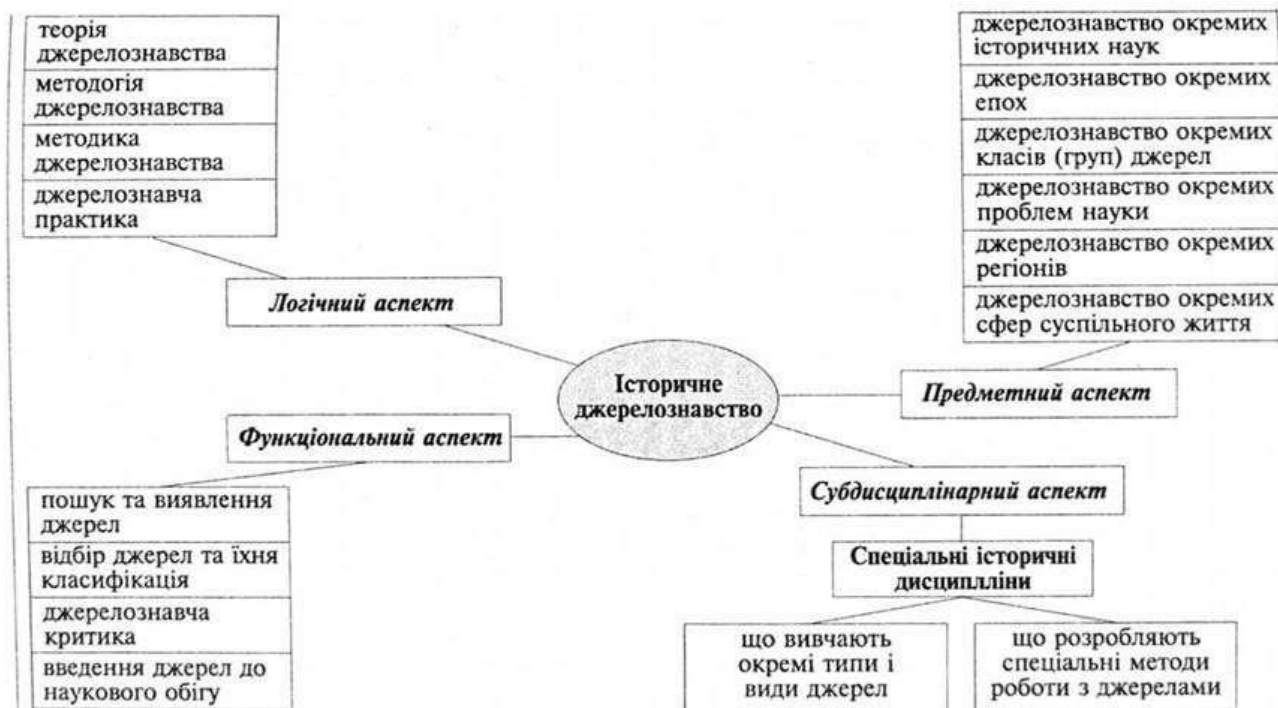 теорія
джерелознавства
методогія
джерелознавства
методика
джерелознавства
джерелознавча
практика
Логічний аспект
джерелознавство окремих
історичних наук
джерелознавство окремих
епох
джерелознавство окремих
класів (груп) джерел
джерелознавство окремих
проблем науки
джерелознавство окремих
регіонів
джерелознавство окремих
сфер суспільного життя
Предметний аспект
Історичне
джерелознавство
Функціональний аспект
пошук та виявлення
джерел
відбір джерел та їхня
класифікація
джерелознавча
критика
введення джерел до
наукового обігу
Субдисциплінарний аспект
Спеціальні історичні
дисциплліни
що вивчають
окремі типи і
види джерел
що розробляють
спеціальні методи
роботи з джерелами